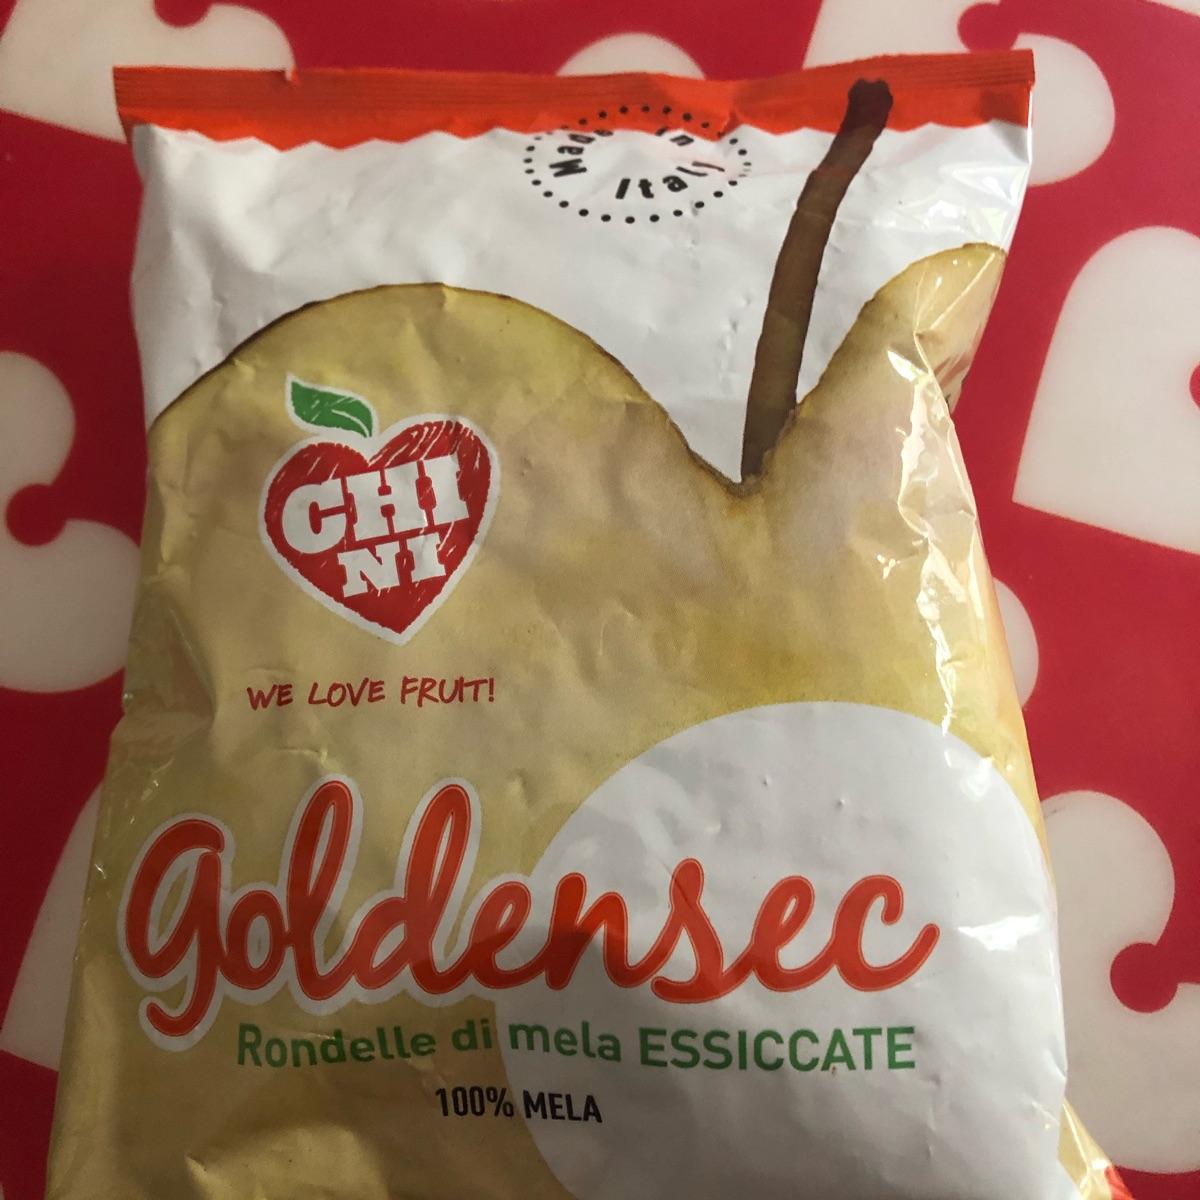 Made in
Italy
CHI
NI
WE LOVE FRUIT!
goldensec
Rondelle di mela ESSICCATE
100% MELA